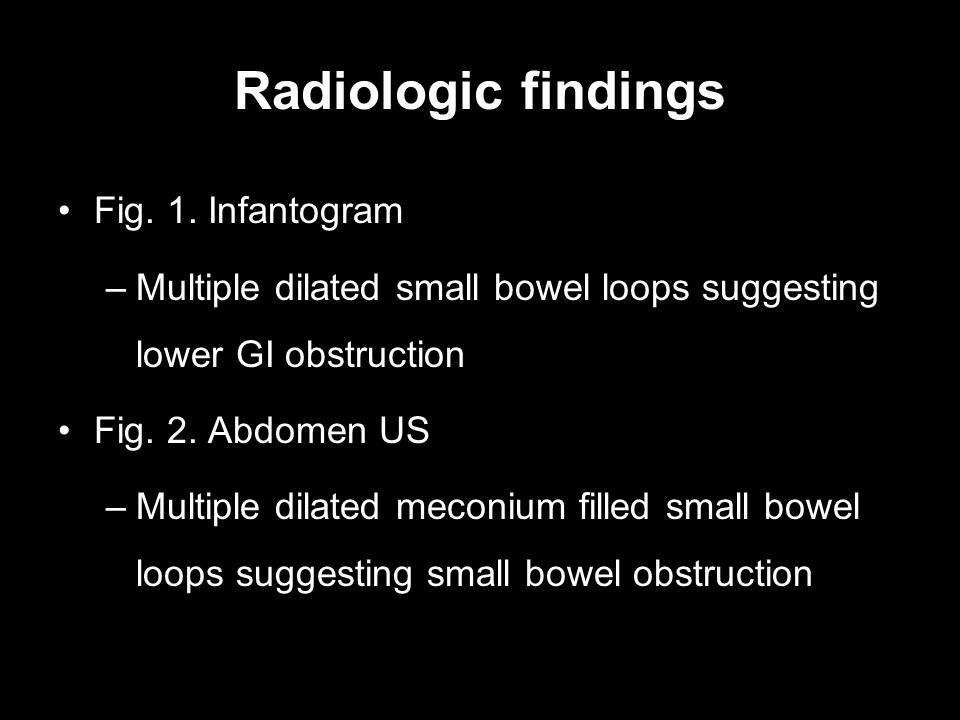 Radiologic findings
• Fig. 1. Infantogram
– Multiple dilated small bowel loops suggesting
lower GI obstruction
• Fig. 2. Abdomen US
– Multiple dilated meconium filled small bowel
loops suggesting small bowel obstruction